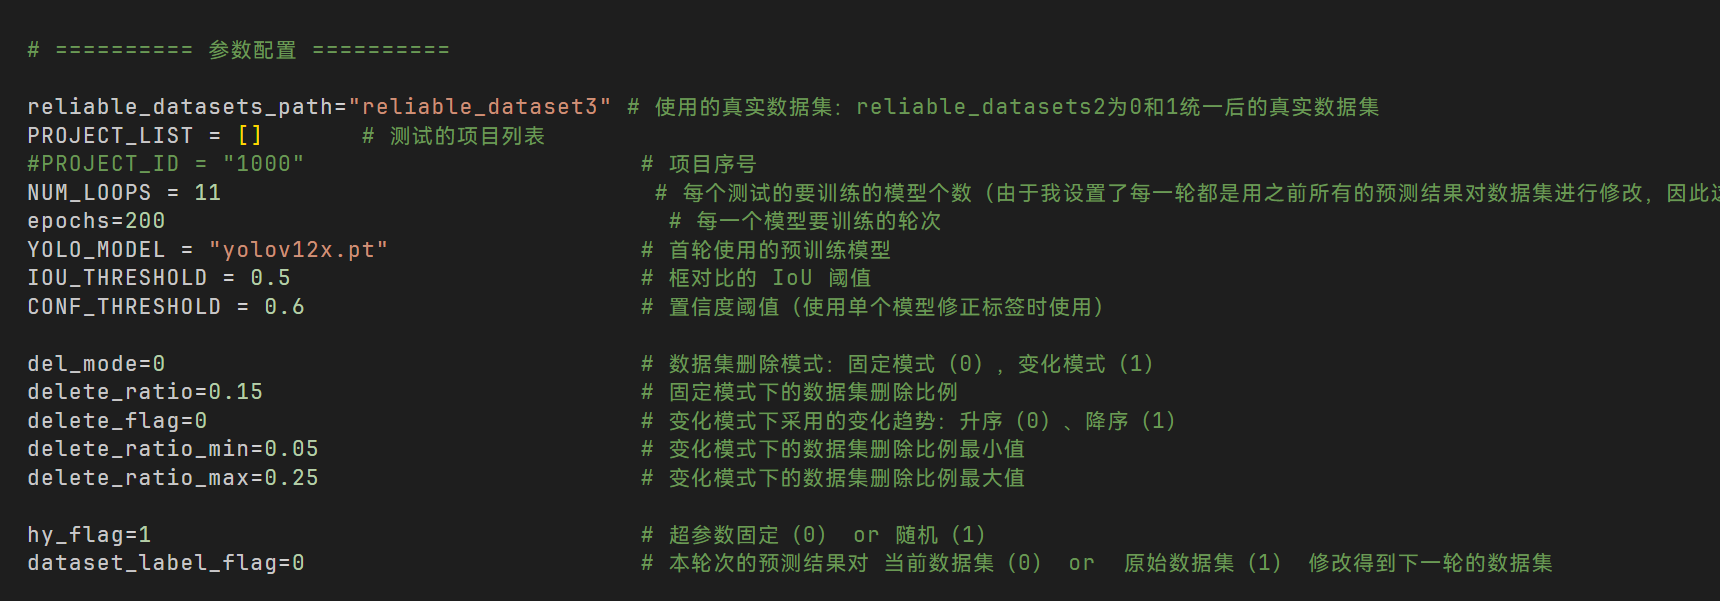 # ========== 参数配置 ==========
reliable_datasets_path="reliable_dataset3" # 使用的真实数据集: reliable_datasets2为0和1统一后的真实数据集
PROJECT_LIST = [] # 测试的项目列表
#PROJECT_ID = "1000" # 项目序号
NUM_LOOPS = 11 # 每个测试的要训练的模型个数（由于我设置了每一轮都是用之前所有的预测结果对数据集进行修改，因此
epochs=200 # 每一个模型要训练的轮次
YOLO_MODEL = "yolov12x.pt" # 首轮使用的预训练模型
IOU_THRESHOLD = 0.5 # 框对比的 IoU 阈值
CONF_THRESHOLD = 0.6 # 置信度阈值（使用单个模型修正标签时使用）
del_mode=0 # 数据集删除模式: 固定模式（0）, 变化模式（1）
delete_ratio=0.15 # 固定模式下的数据集删除比例
delete_flag=0 # 变化模式下采用的变化趋势: 升序（0）、降序（1）
delete_ratio_min=0.05 # 变化模式下的数据集删除比例最小值
delete_ratio_max=0.25 # 变化模式下的数据集删除比例最大值
hy_flag=1 # 超参数固定（0） or 随机（1）
dataset_label_flag=0 # 本轮次的预测结果对 当前数据集（0） or 原始数据集（1） 修改得到下一轮的数据集